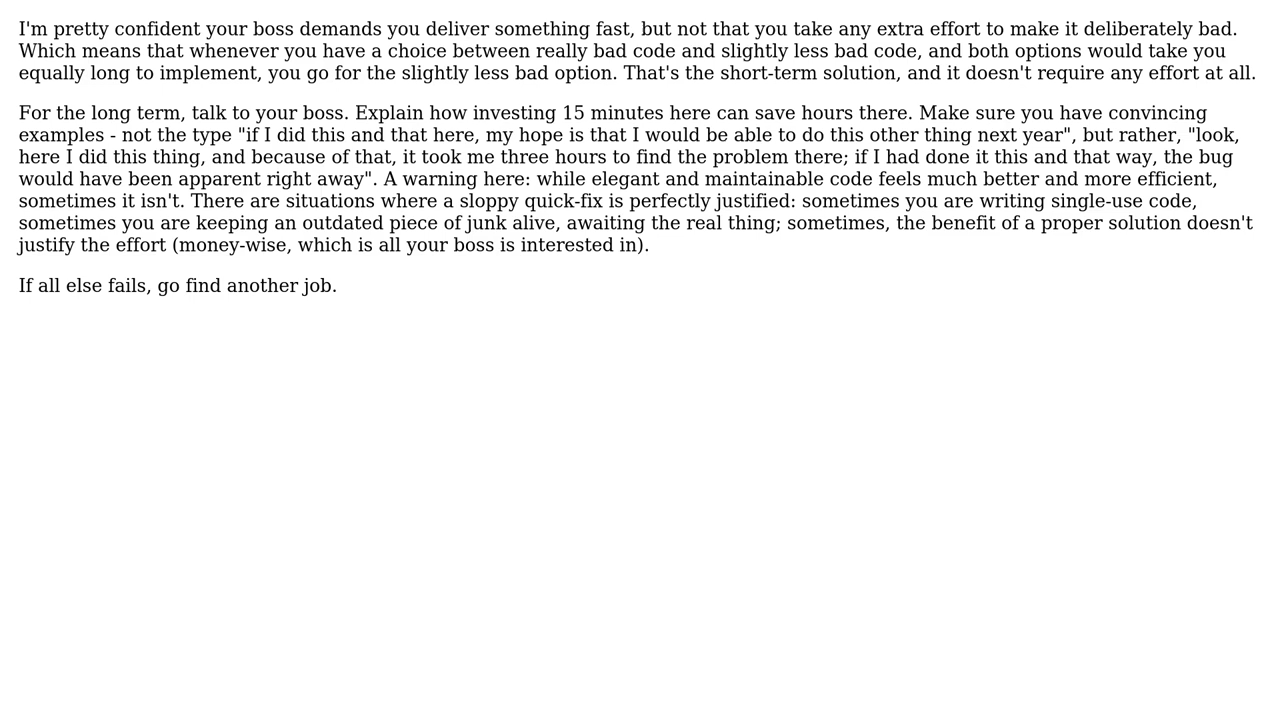 I'm pretty confident your boss demands you deliver something fast, but not that you take any extra effort to make it deliberately bad.
Which means that whenever you have a choice between really bad code and slightly less bad code, and both options would take you
equally long to implement, you go for the slightly less bad option. That's the short-term solution, and it doesn't require any effort at all.
For the long term, talk to your boss. Explain how investing 15 minutes here can save hours there. Make sure you have convincing
examples - not the type "if I did this and that here, my hope is that I would be able to do this other thing next year", but rather, "look,
here I did this thing, and because of that, it took me three hours to find the problem there; if I had done it this and that way, the bug
would have been apparent right away". A warning here: while elegant and maintainable code feels much better and more efficient,
sometimes it isn't. There are situations where a sloppy quick-fix is perfectly justified: sometimes you are writing single-use code,
sometimes you are keeping an outdated piece of junk alive, awaiting the real thing; sometimes, the benefit of a proper solution doesn't
justify the effort (money-wise, which is all your boss is interested in).
If all else fails, go find another job.